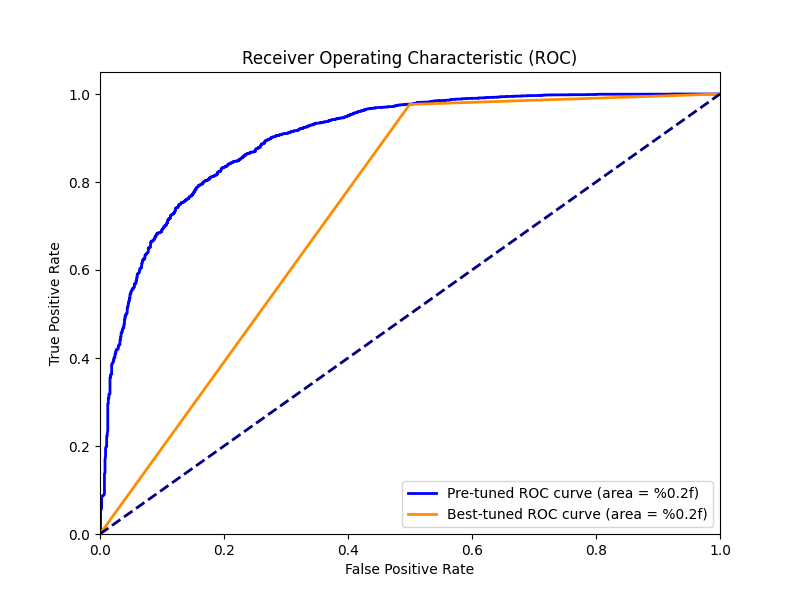 Receiver Operating Characteristic (ROC)
True Positive Rate
1.0
0.8
0.6
0.4
0.2
0.0
Pre-tuned ROC curve (area = %0.2f)
Best-tuned ROC curve (area = %0.2f)
0.0 0.2 0.4 0.6 0.8 1.0
False Positive Rate